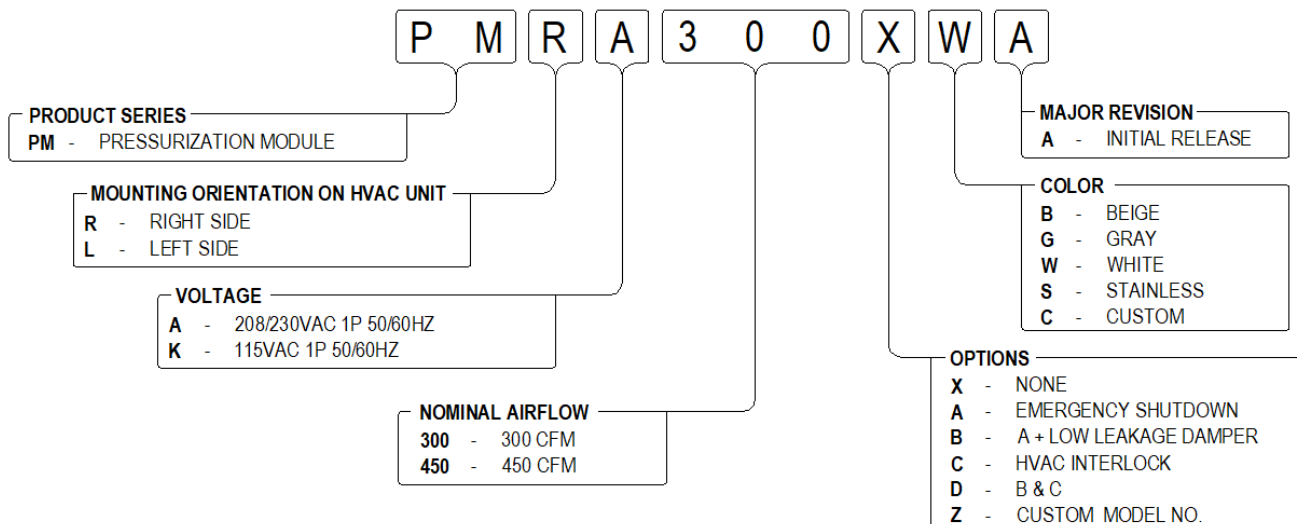 P M R A 3 0 0 X W A
PRODUCT SERIES
PM - PRESSURIZATION MODULE
MOUNTING ORIENTATION ON HVAC UNIT
R - RIGHT SIDE
L - LEFT SIDE
VOLTAGE
A - 208/230VAC 1P 50/60HZ
K - 115VAC 1P 50/60HZ
NOMINAL AIRFLOW
300 - 300 CFM
450 - 450 CFM
MAJOR REVISION
A - INITIAL RELEASE
COLOR
B - BEIGE
G - GRAY
W - WHITE
S - STAINLESS
C - CUSTOM
OPTIONS
X - NONE
A - EMERGENCY SHUTDOWN
B - A + LOW LEAKAGE DAMPER
C - HVAC INTERLOCK
D - B & C
Z - CUSTOM MODEL NO.